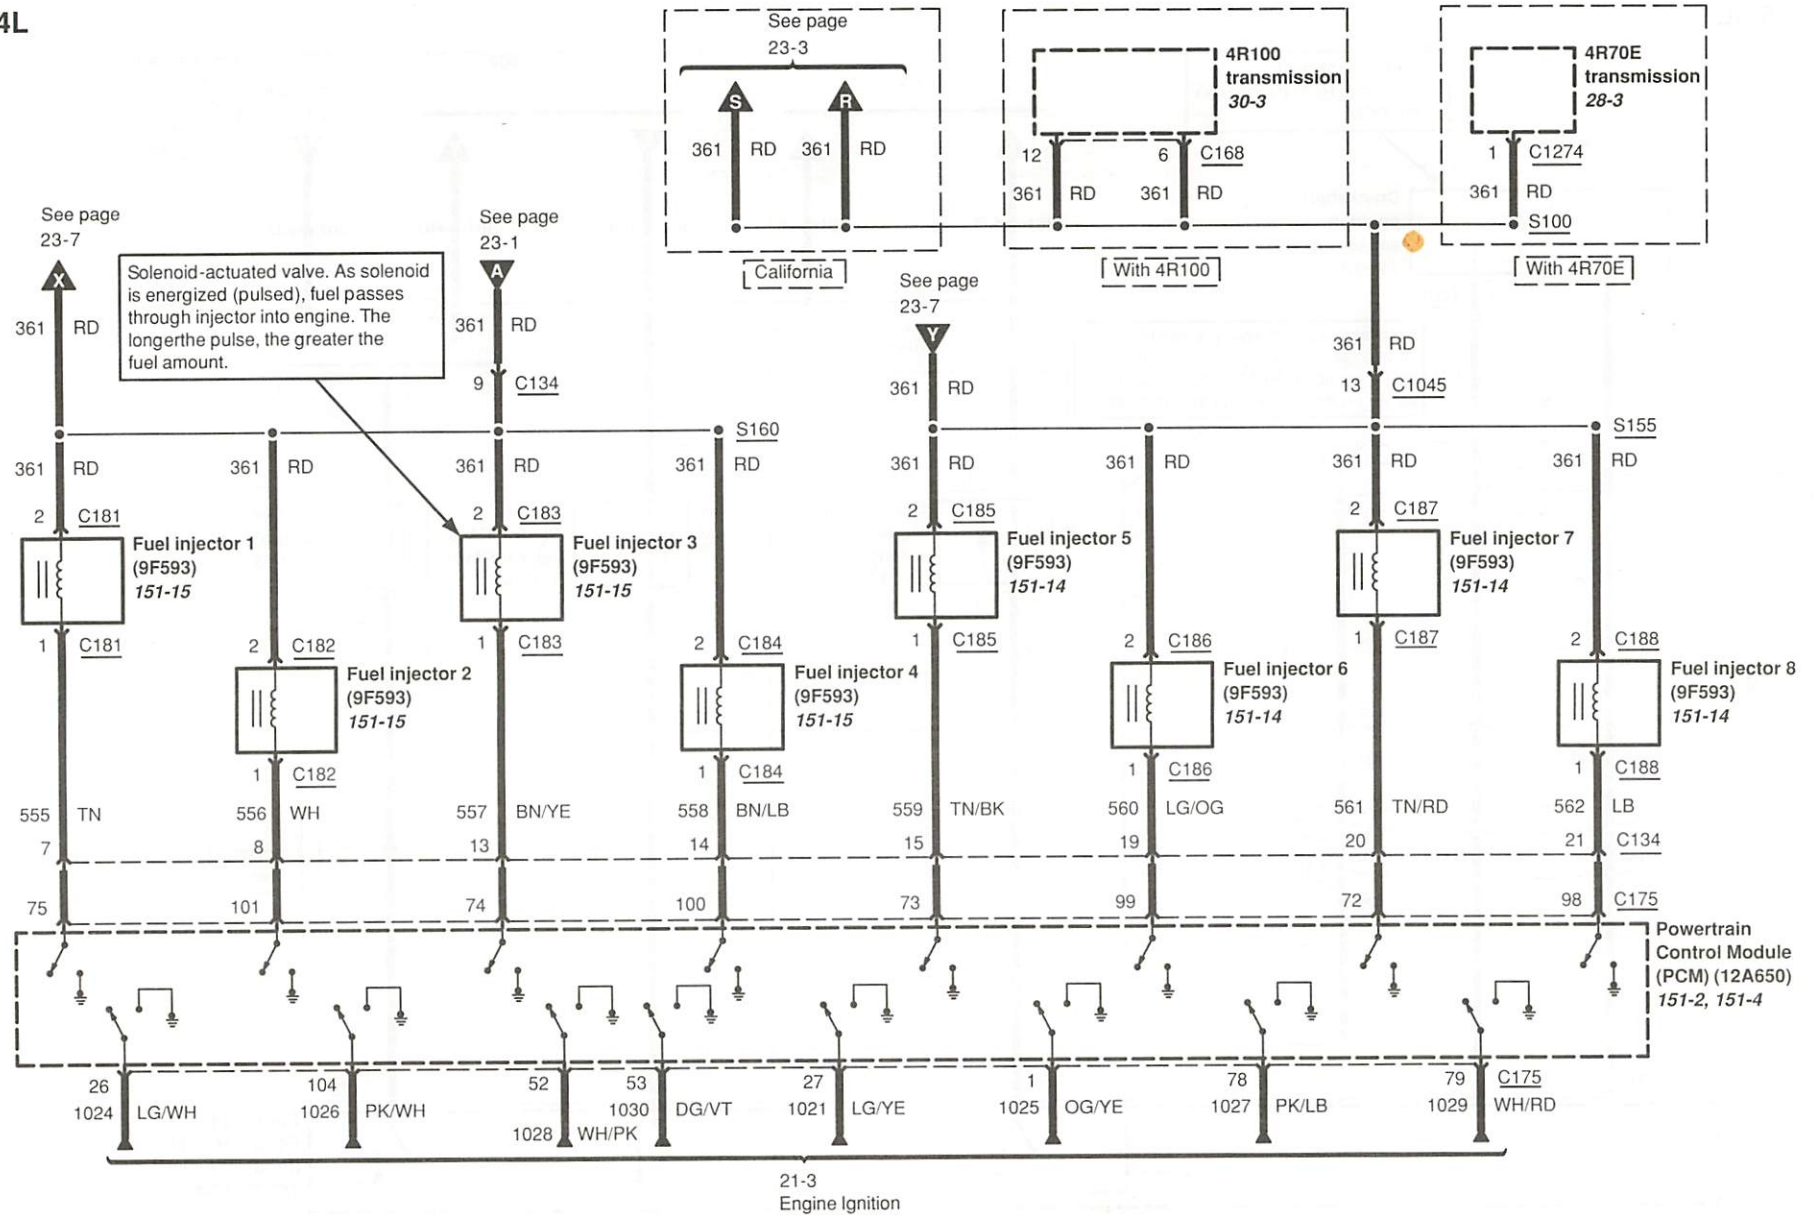 4L
See page
23-3
S
R
361 RD
361 RD
California
4R100
transmission
30-3
12
6 C168
361 RD
361 RD
With 4R100
4R70E
transmission
28-3
1 C1274
361 RD
S100
With 4R70E
See page
23-7
X
361 RD
Solenoid-actuated valve. As solenoid
is energized (pulsed), fuel passes
through injector into engine. The
longerthe pulse, the greater the
fuel amount.
See page
23-1
A
361 RD
9 C134
See page
23-7
Y
361 RD
361 RD
13 C1045
S160
S155
361 RD
361 RD
361 RD
361 RD
361 RD
361 RD
361 RD
361 RD
2 C181
Fuel injector 1
(9F593)
151-15
1 C181
2 C182
Fuel injector 2
(9F593)
151-15
1 C182
2 C183
Fuel injector 3
(9F593)
151-15
1 C183
2 C184
Fuel injector 4
(9F593)
151-15
1 C184
2 C185
Fuel injector 5
(9F593)
151-14
1 C185
2 C186
Fuel injector 6
(9F593)
151-14
1 C186
2 C187
Fuel injector 7
(9F593)
151-14
1 C187
2 C188
Fuel injector 8
(9F593)
151-14
1 C188
555 TN
556 WH
557 BN/YE
558 BN/LB
559 TN/BK
560 LG/OG
561 TN/RD
562 LB
7 8 13 14 15 19 20 21 C134
75 101 74 100 73 99 72 98 C175
Powertrain
Control Module
(PCM) (12A650)
151-2, 151-4
26 104 52 53 27 1 78 79 C175
1024 LG/WH
1026 PK/WH
1028 WH/PK
1030 DG/VT
1021 LG/YE
1025 OG/YE
1027 PK/LB
1029 WH/RD
21-3
Engine Ignition